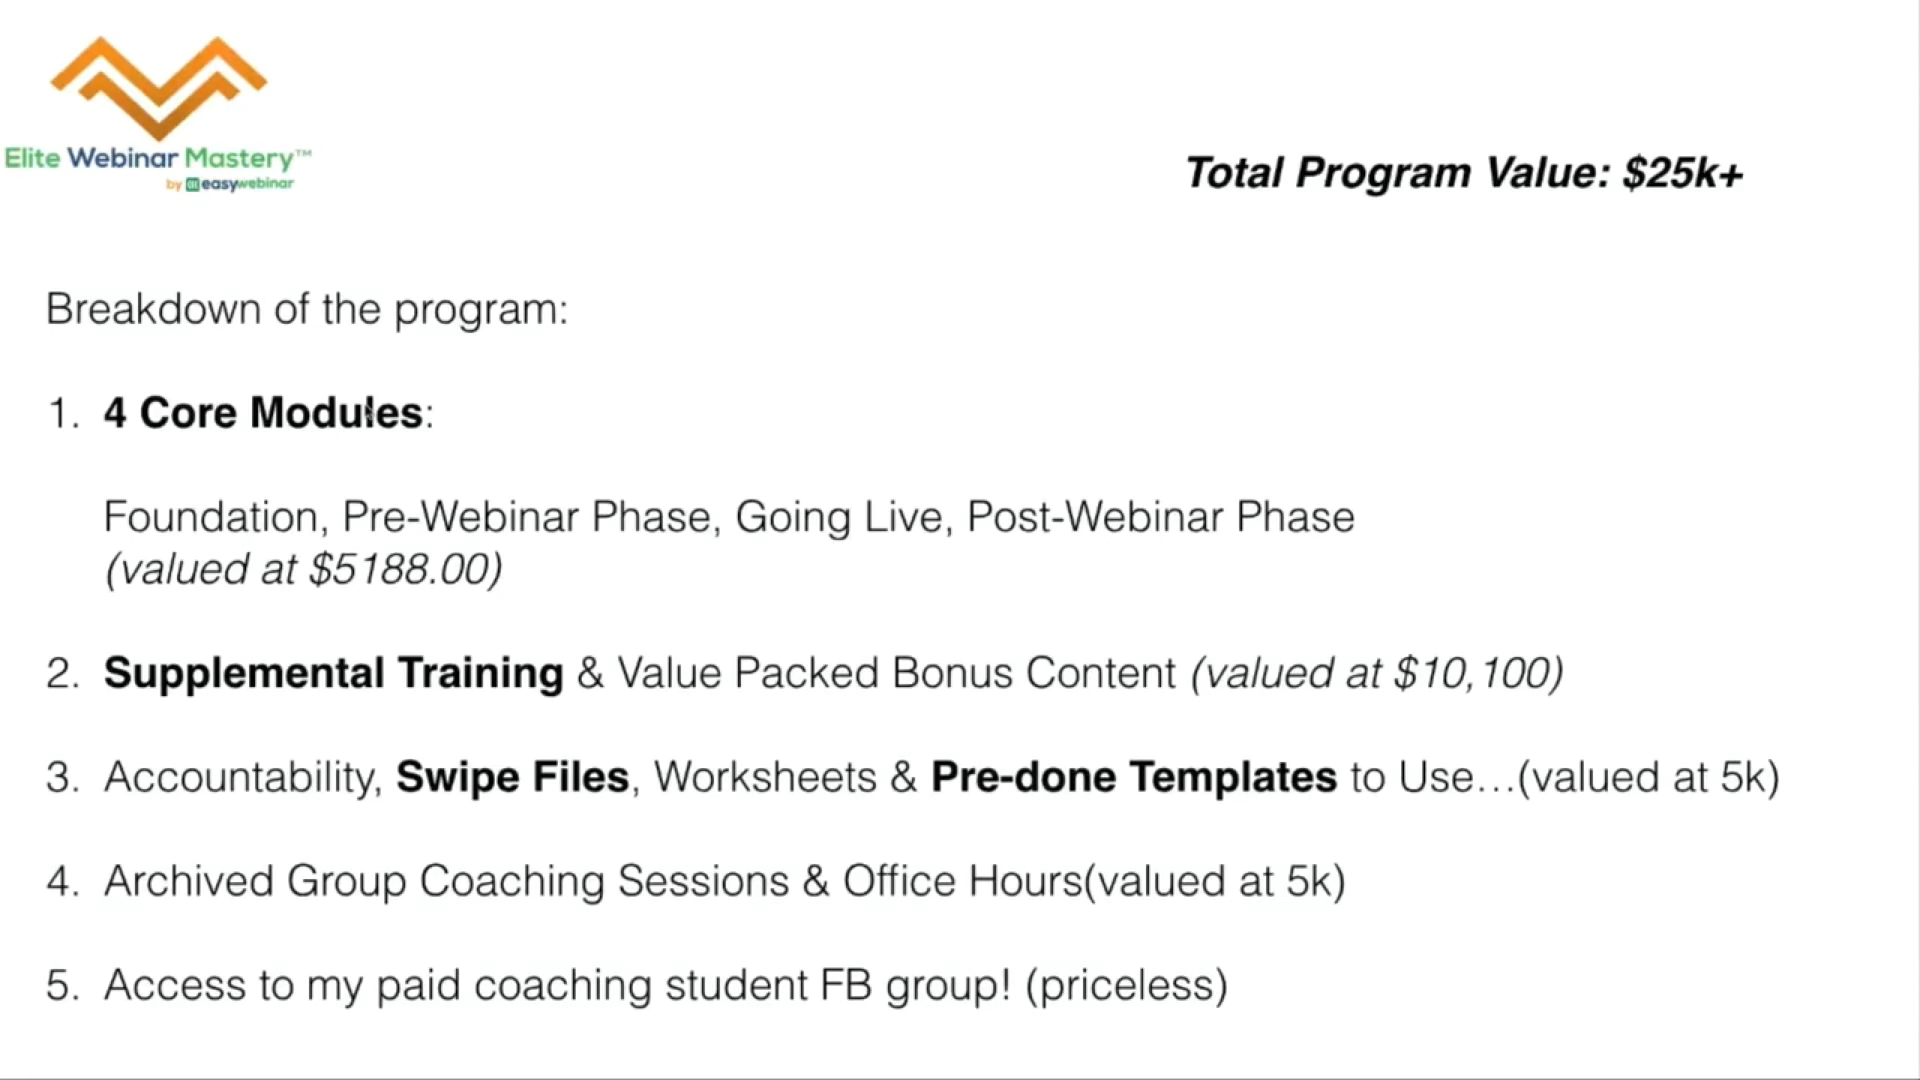 Elite Webinar Mastery™
by easywebinar
Total Program Value: $25k+
Breakdown of the program:
1. 4 Core Modules:
Foundation, Pre-Webinar Phase, Going Live, Post-Webinar Phase
(valued at $5188.00)
2. Supplemental Training & Value Packed Bonus Content (valued at $10,100)
3. Accountability, Swipe Files, Worksheets & Pre-done Templates to Use…(valued at 5k)
4. Archived Group Coaching Sessions & Office Hours(valued at 5k)
5. Access to my paid coaching student FB group! (priceless)